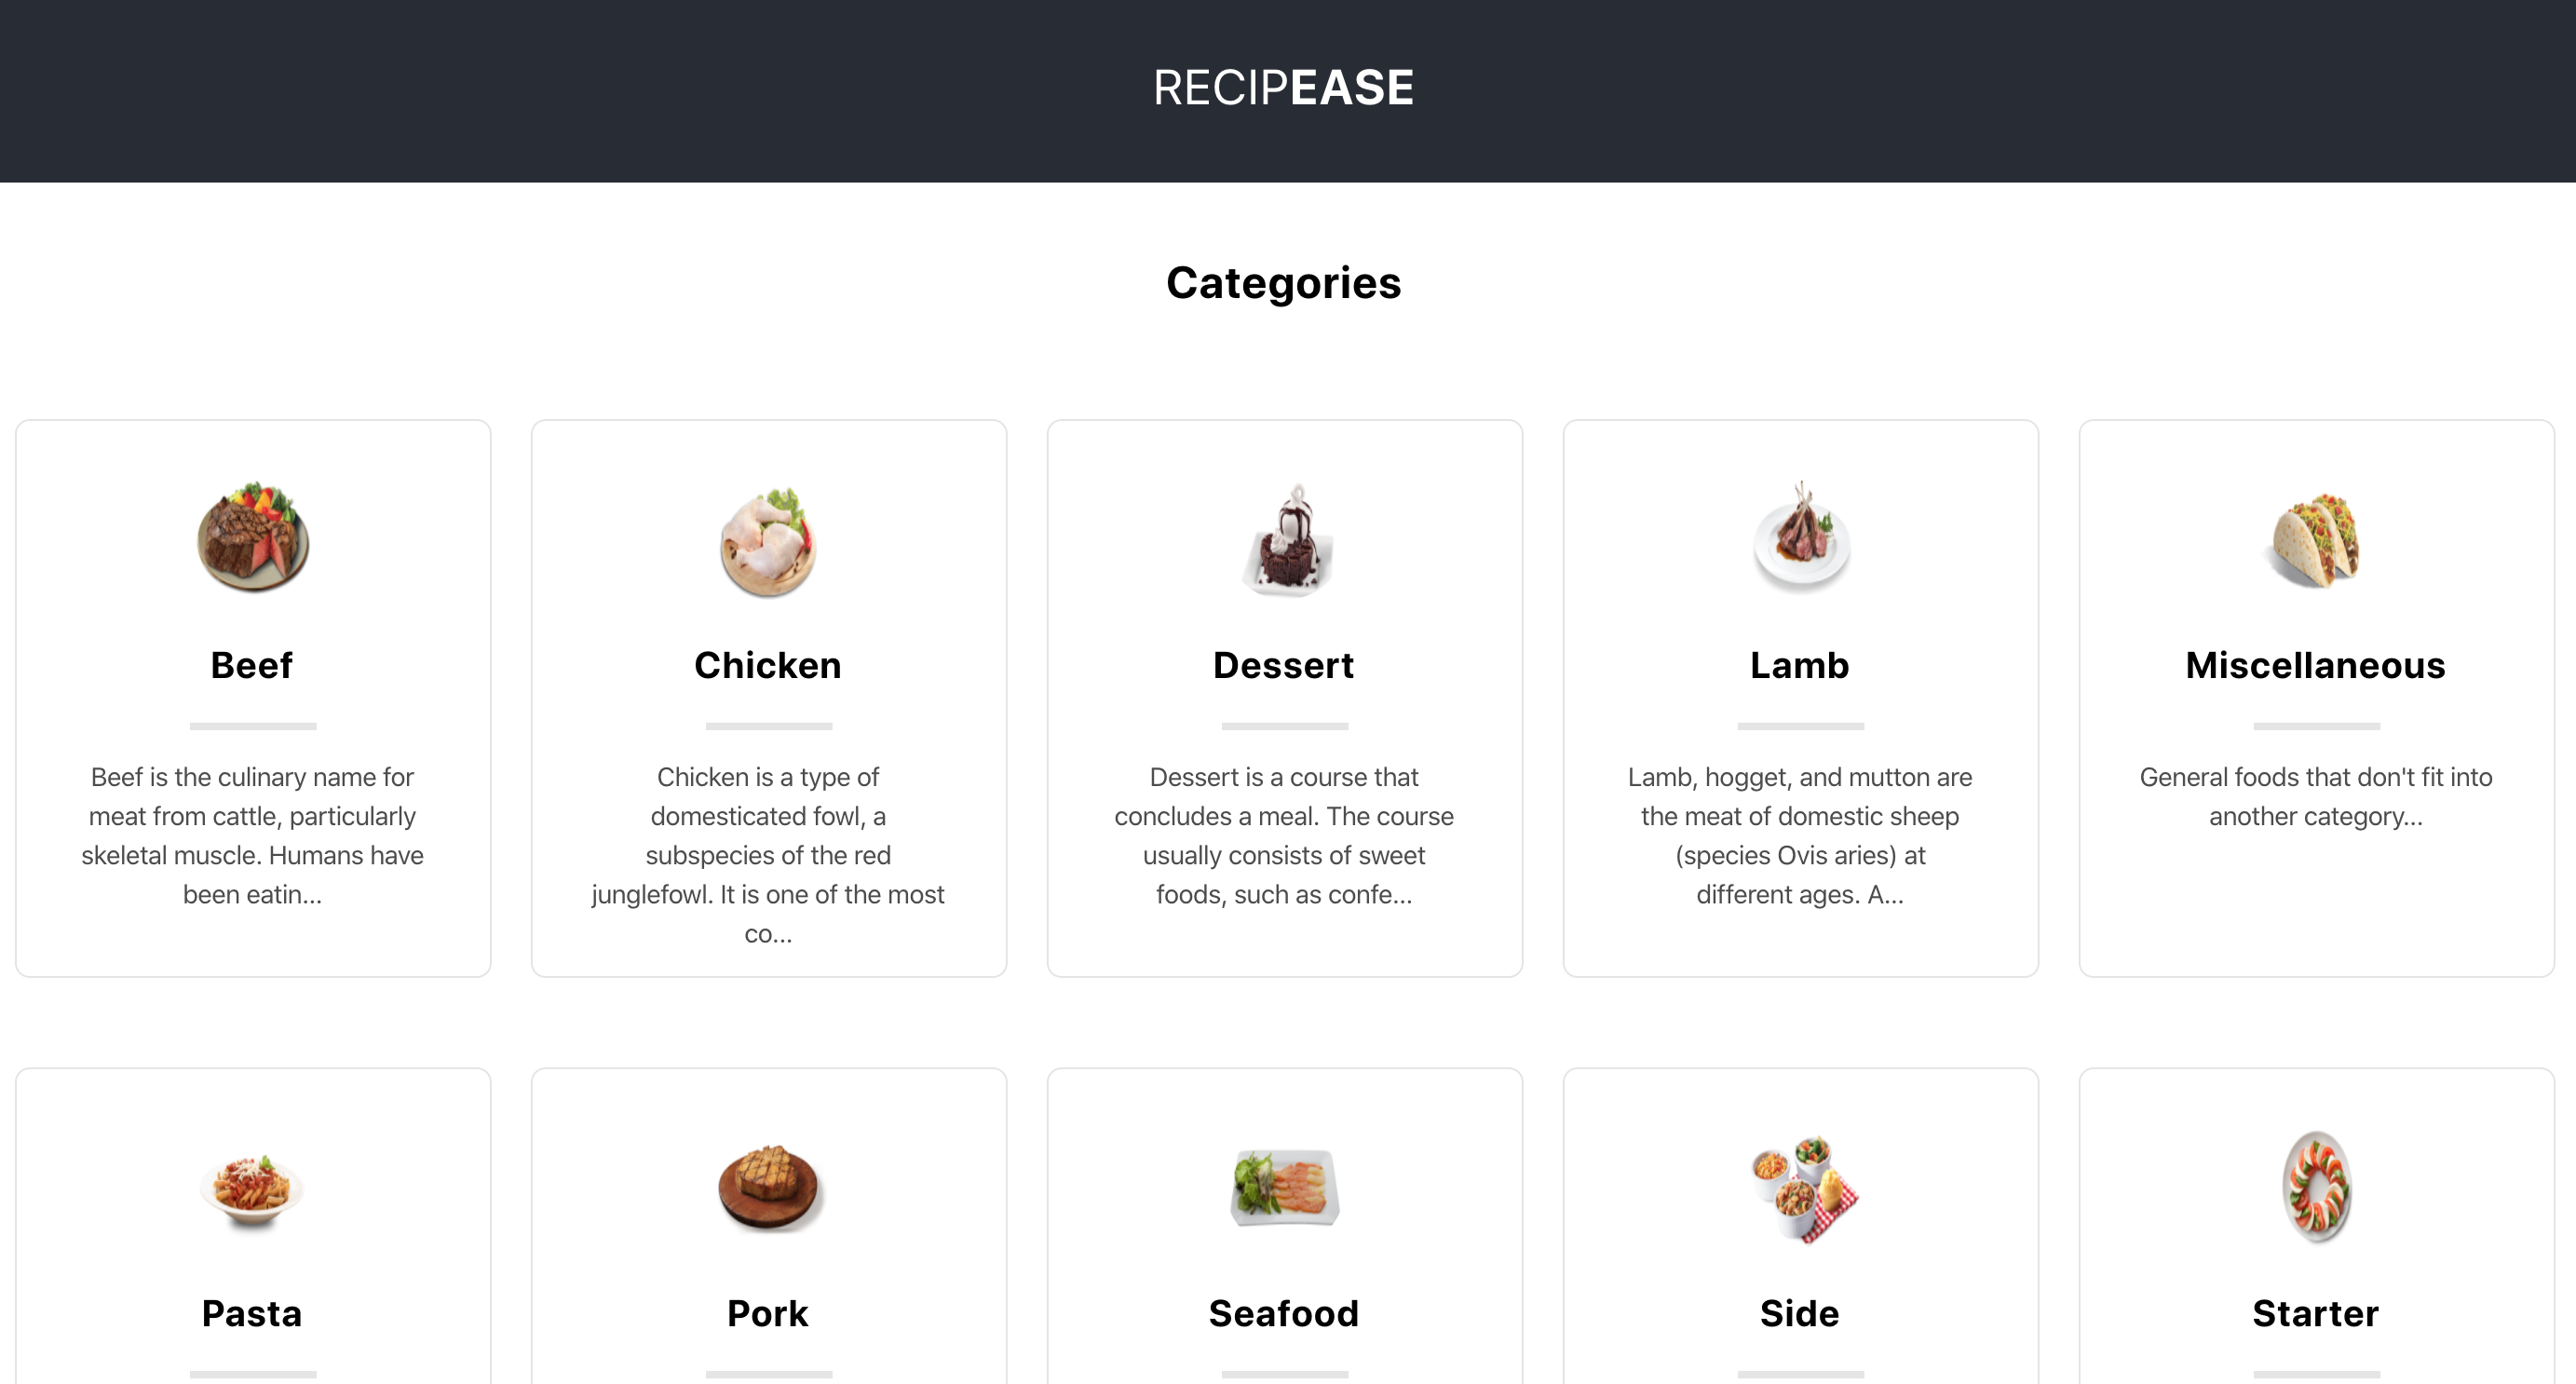 RECIPEASE
Categories
Beef
Beef is the culinary name for
meat from cattle, particularly
skeletal muscle. Humans have
been eatin...
Chicken
Chicken is a type of
domesticated fowl, a
subspecies of the red
junglefowl. It is one of the most
co...
Dessert
Dessert is a course that
concludes a meal. The course
usually consists of sweet
foods, such as confe...
Lamb
Lamb, hogget, and mutton are
the meat of domestic sheep
(species Ovis aries) at
different ages. A...
Miscellaneous
General foods that don't fit into
another category...
Pasta
Pork
Seafood
Side
Starter